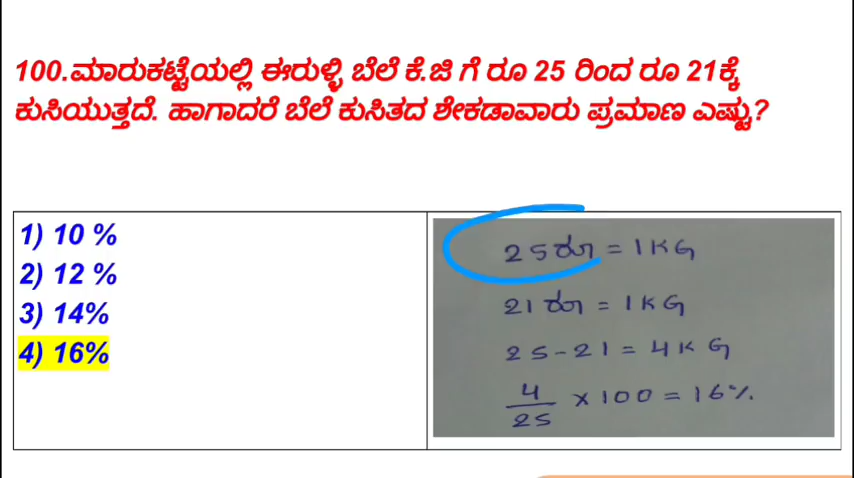 100.ಮಾರುಕಟ್ಟೆಯಲ್ಲಿ ಈರುಳ್ಳಿ ಬೆಲೆ ಕೆ.ಜಿ ಗೆ ರೂ 25 ರಿಂದ ರೂ 21ಕ್ಕೆ
ಕುಸಿಯುತ್ತದೆ. ಹಾಗಾದರೆ ಬೆಲೆ ಕುಸಿತದ ಶೇಕಡಾವಾರು ಪ್ರಮಾಣ ಎಷ್ಟು?
1) 10 %
2) 12 %
3) 14%
4) 16%
25ರೂ = 1KG
21 ರೂ = 1KG
25-21 = 4KG
4/25 × 100 = 16%